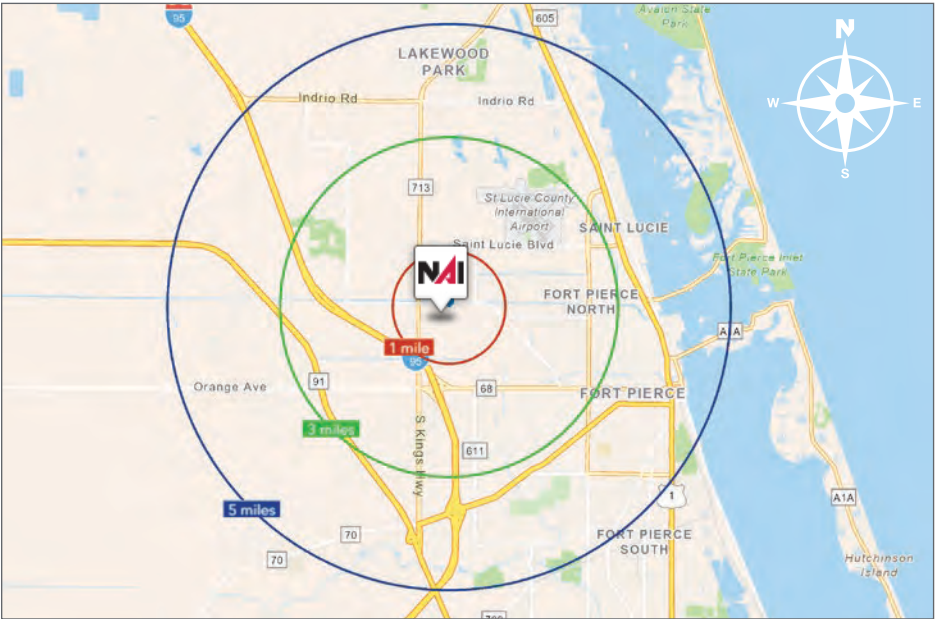 95
605
Avalon State
Park
N
LAKEWOOD
PARK
W
E
Indrio Rd
Indrio Rd
S
713
St Lucie County
International
Airport
SAINT LUCIE
Saint Lucie Blvd
Fort Pierce Inlet
State Park
NAI
FORT PIERCE
NORTH
A1A
1 mile
95
91
Orange Ave
68
FORT PIERCE
3 miles
S Kings Hwy
611
1
A1A
5 miles
70
70
FORT PIERCE
SOUTH
Hutchinson
Island